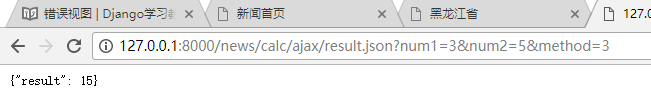 错误视图 | Django学习
新闻首页
黑龙江省
127.0
127.0.0.1:8000/news/calc/ajax/result.json?num1=3&num2=5&method=3
{"result": 15}